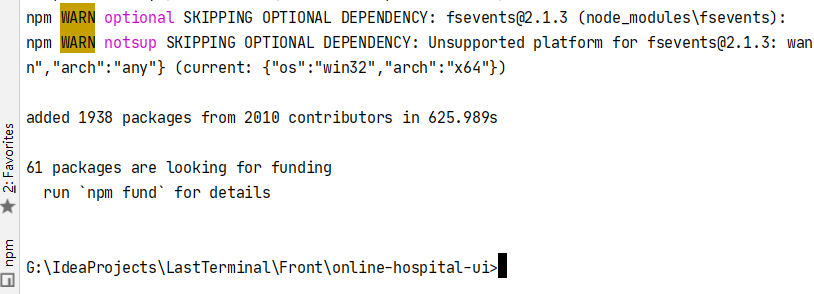 npm WARN optional SKIPPING OPTIONAL DEPENDENCY: fsevents@2.1.3 (node_modules\fsevents):
npm WARN notsup SKIPPING OPTIONAL DEPENDENCY: Unsupported platform for fsevents@2.1.3: wan
n","arch":"any"} (current: {"os":"win32","arch":"x64"})
added 1938 packages from 2010 contributors in 625.989s
61 packages are looking for funding
run `npm fund` for details
G:\IdeaProjects\LastTerminal\Front\online-hospital-ui>
2: Favorites
npm